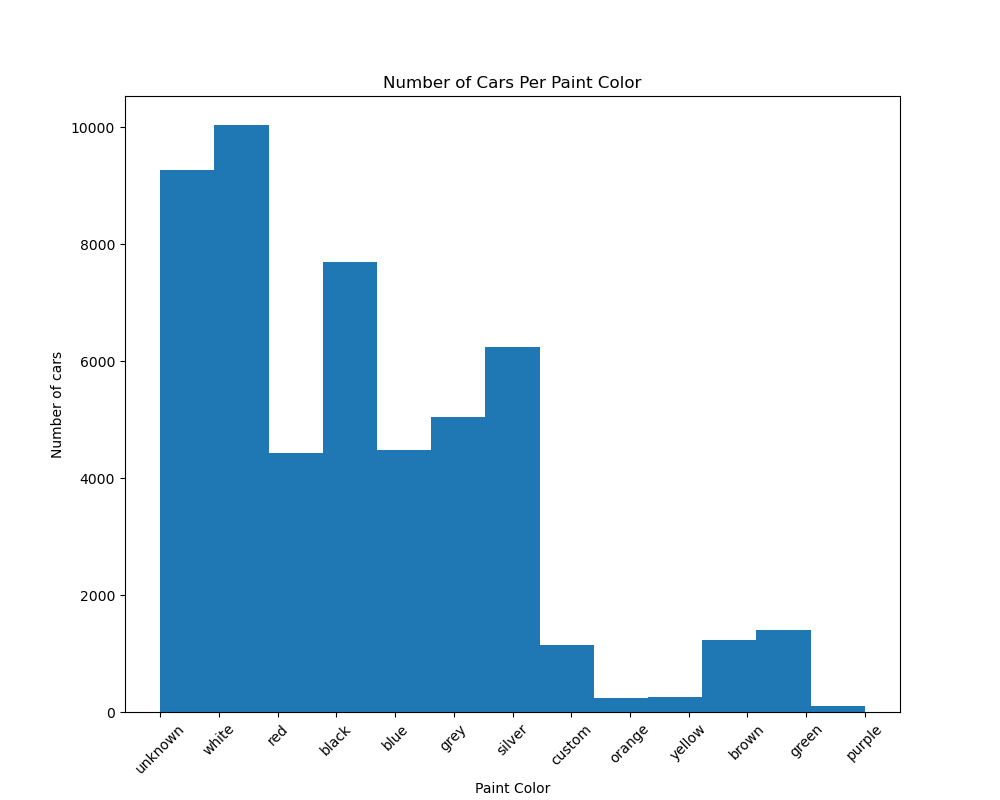 Number of Cars Per Paint Color
10000
8000
6000
4000
2000
0
Number of cars
unknown
white
red
black
blue
grey
silver
custom
orange
yellow
brown
green
purple
Paint Color